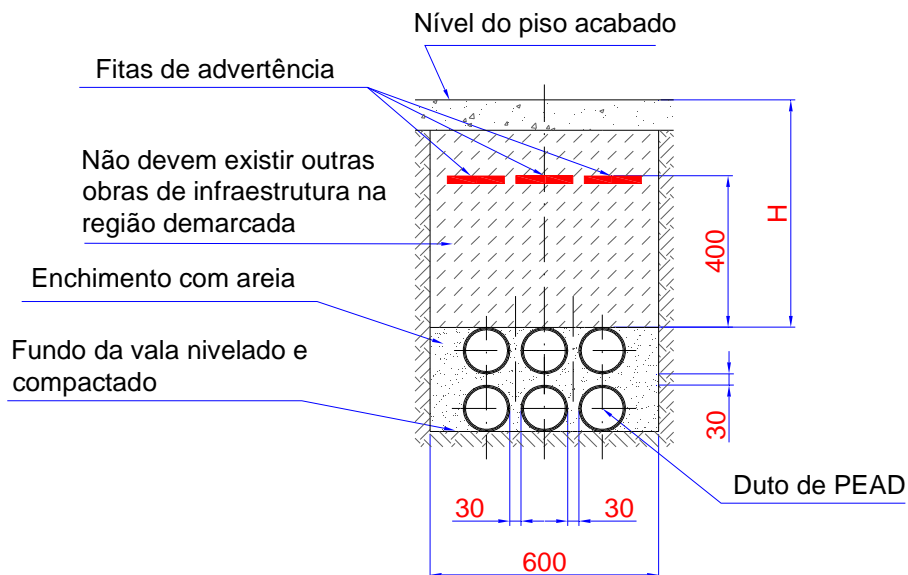 Nível do piso acabado
Fitas de advertência
Não devem existir outras
obras de infraestrutura na
região demarcada
H
400
Enchimento com areia
Fundo da vala nivelado e
compactado
30
Duto de PEAD
30
30
600